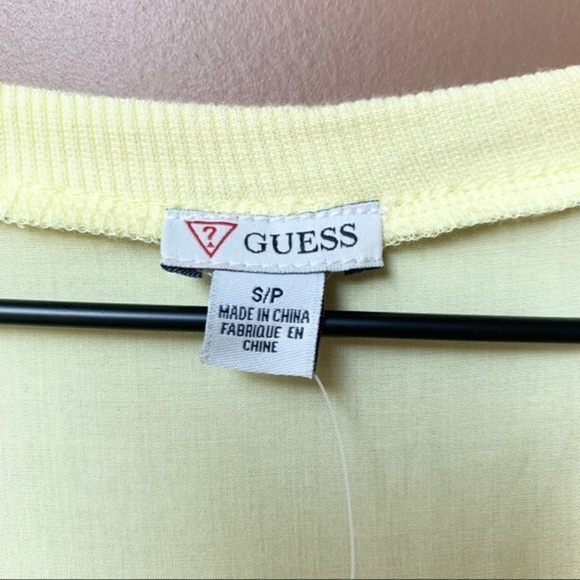 ? GUESS
S/P
MADE IN CHINA
FABRIQUE EN
CHINE